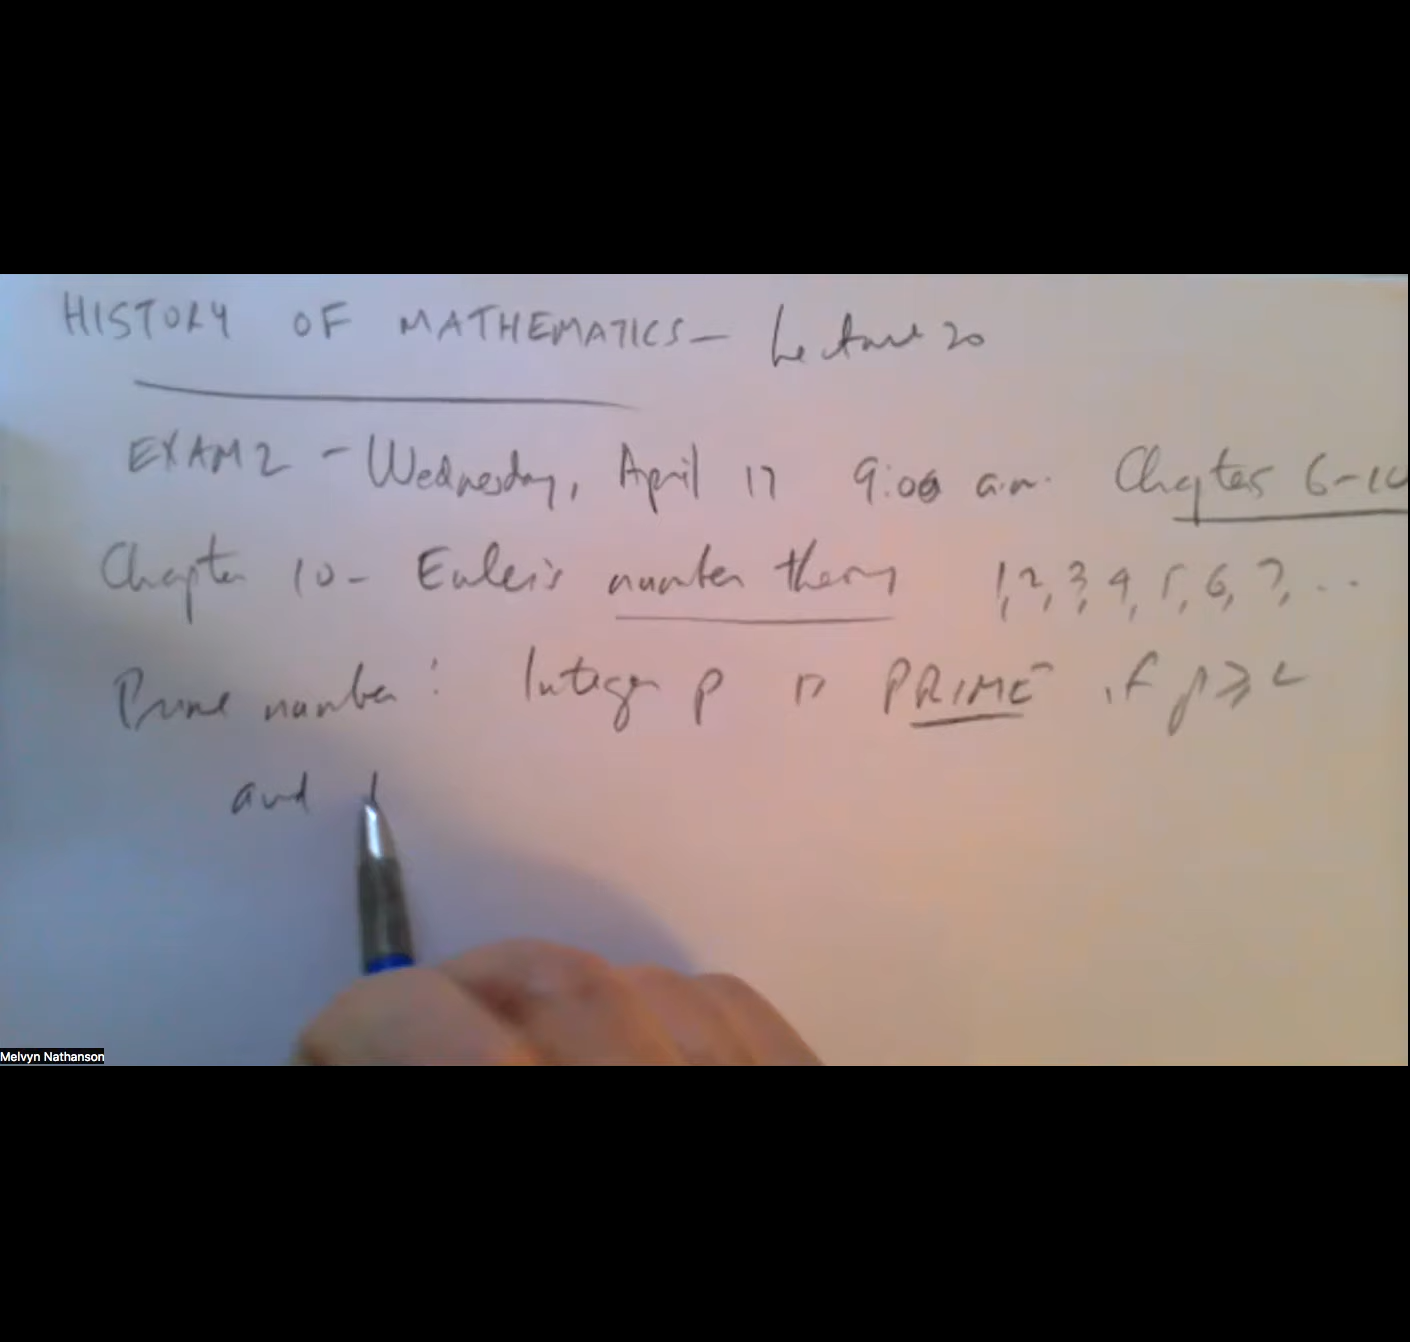 HISTORY OF MATHEMATICS – Lecture 20
EXAM 2 – Wednesday, April 17 9:00 a.m. Chapters 6-10
Chapter 10 – Euler's number theory 1, 2, 3, 4, 5, 6, 7, ...
Prime number: Integer p is PRIME if p ≥ 2
and
Melvyn Nathanson